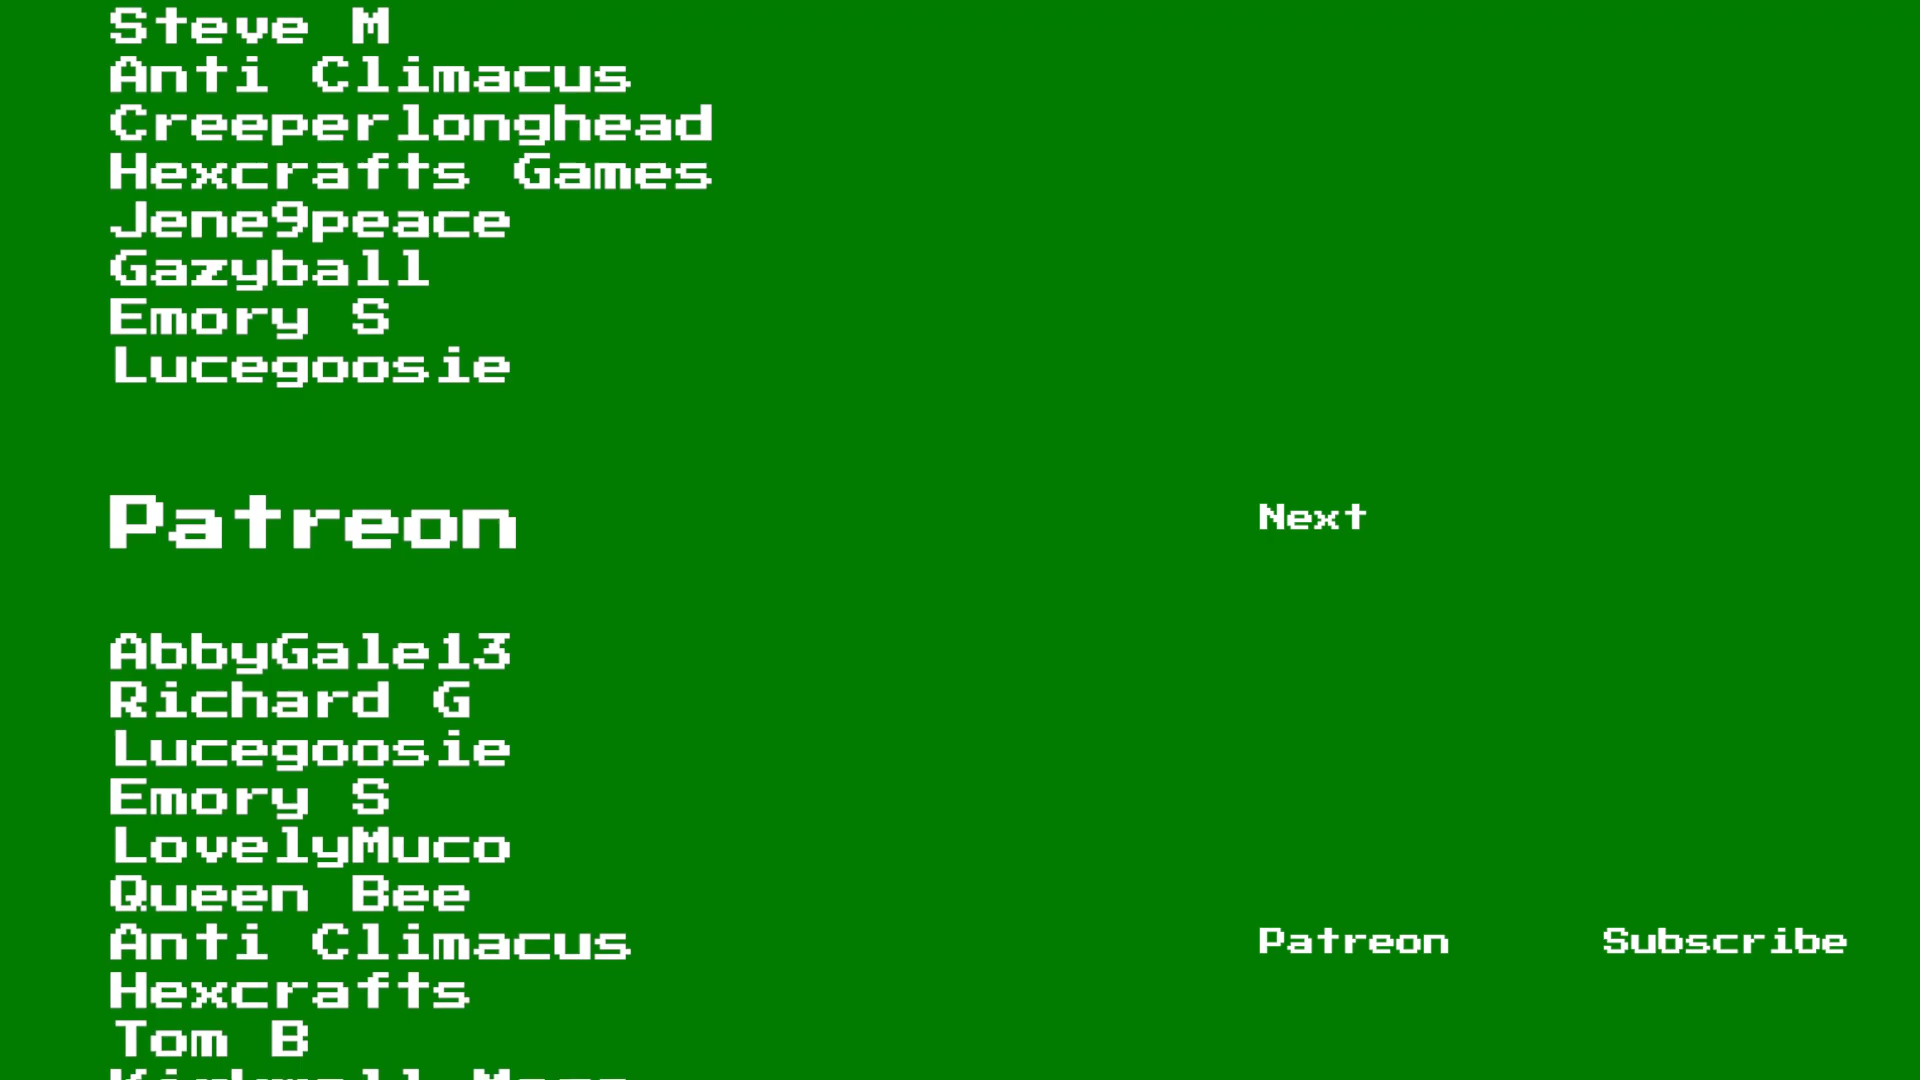 Steve M
Anti Climacus
Creeperlonghead
Hexcrafts Games
Jene9peace
Gazyball
Emory S
Lucegoosie
Patreon
Next
AbbyGale13
Richard G
Lucegoosie
Emory S
LovelyMuco
Queen Bee
Anti Climacus
Patreon
Subscribe
Hexcrafts
Tom B